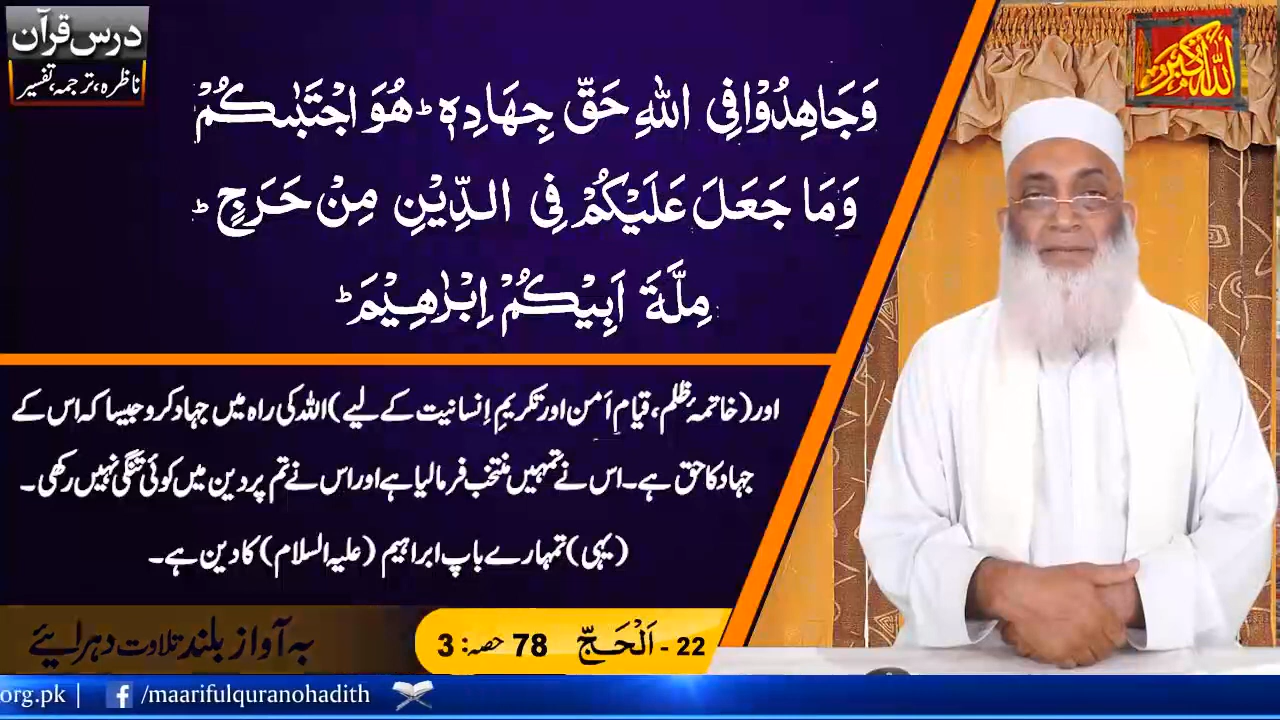 درسِ قرآن
ناظرہ، ترجمہ، تفسیر
اللہ اکبر
وَجَاهِدُوْا فِی اللّٰهِ حَقَّ جِهَادِهٖ ؕ هُوَ اجْتَبٰىكُمْ
وَمَا جَعَلَ عَلَیْكُمْ فِی الدِّیْنِ مِنْ حَرَجٍ ؕ
مِلَّةَ اَبِیْكُمْ اِبْرٰهِیْمَ ؕ
اور (خاتمۂ ظلم، قیامِ اَمن اور تکریمِ اِنسانیت کے لیے) اللہ کی راہ میں جہاد کرو جیسا کہ اس کے
جہاد کا حق ہے۔ اس نے تمہیں منتخب فرما لیا ہے اور اس نے تم پر دین میں کوئی تنگی نہیں رکھی۔
(یہی) تمہارے باپ ابراہیم (علیہ السلام) کا دین ہے۔
22 - اَلْحَجّ 78 حصہ: 3
بہ آواز بلند تلاوت دہرائیے
org.pk | /maarifulquranohadith